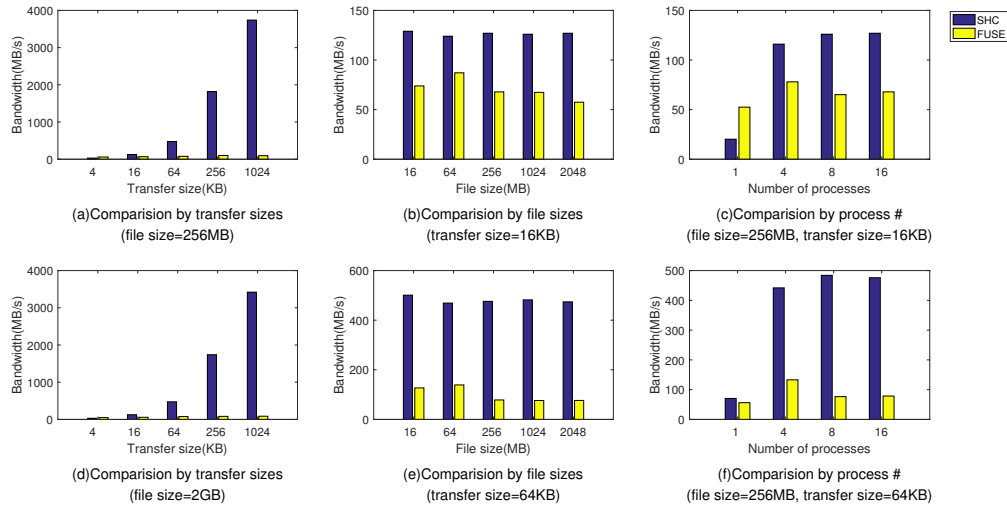 4000
3000
2000
1000
0
Bandwidth(MB/s)
4 16 64 256 1024
Transfer size(KB)
(a)Comparision by transfer sizes
(file size=256MB)
150
100
50
0
Bandwidth(MB/s)
16 64 256 1024 2048
File size(MB)
(b)Comparision by file sizes
(transfer size=16KB)
150
100
50
0
Bandwidth(MB/s)
1 4 8 16
Number of processes
(c)Comparision by process #
(file size=256MB, transfer size=16KB)
SHC
FUSE
4000
3000
2000
1000
0
Bandwidth(MB/s)
4 16 64 256 1024
Transfer size(KB)
(d)Comparision by transfer sizes
(file size=2GB)
600
400
200
0
Bandwidth(MB/s)
16 64 256 1024 2048
File size(MB)
(e)Comparision by file sizes
(transfer size=64KB)
500
400
300
200
100
0
Bandwidth(MB/s)
1 4 8 16
Number of processes
(f)Comparision by process #
(file size=256MB, transfer size=64KB)